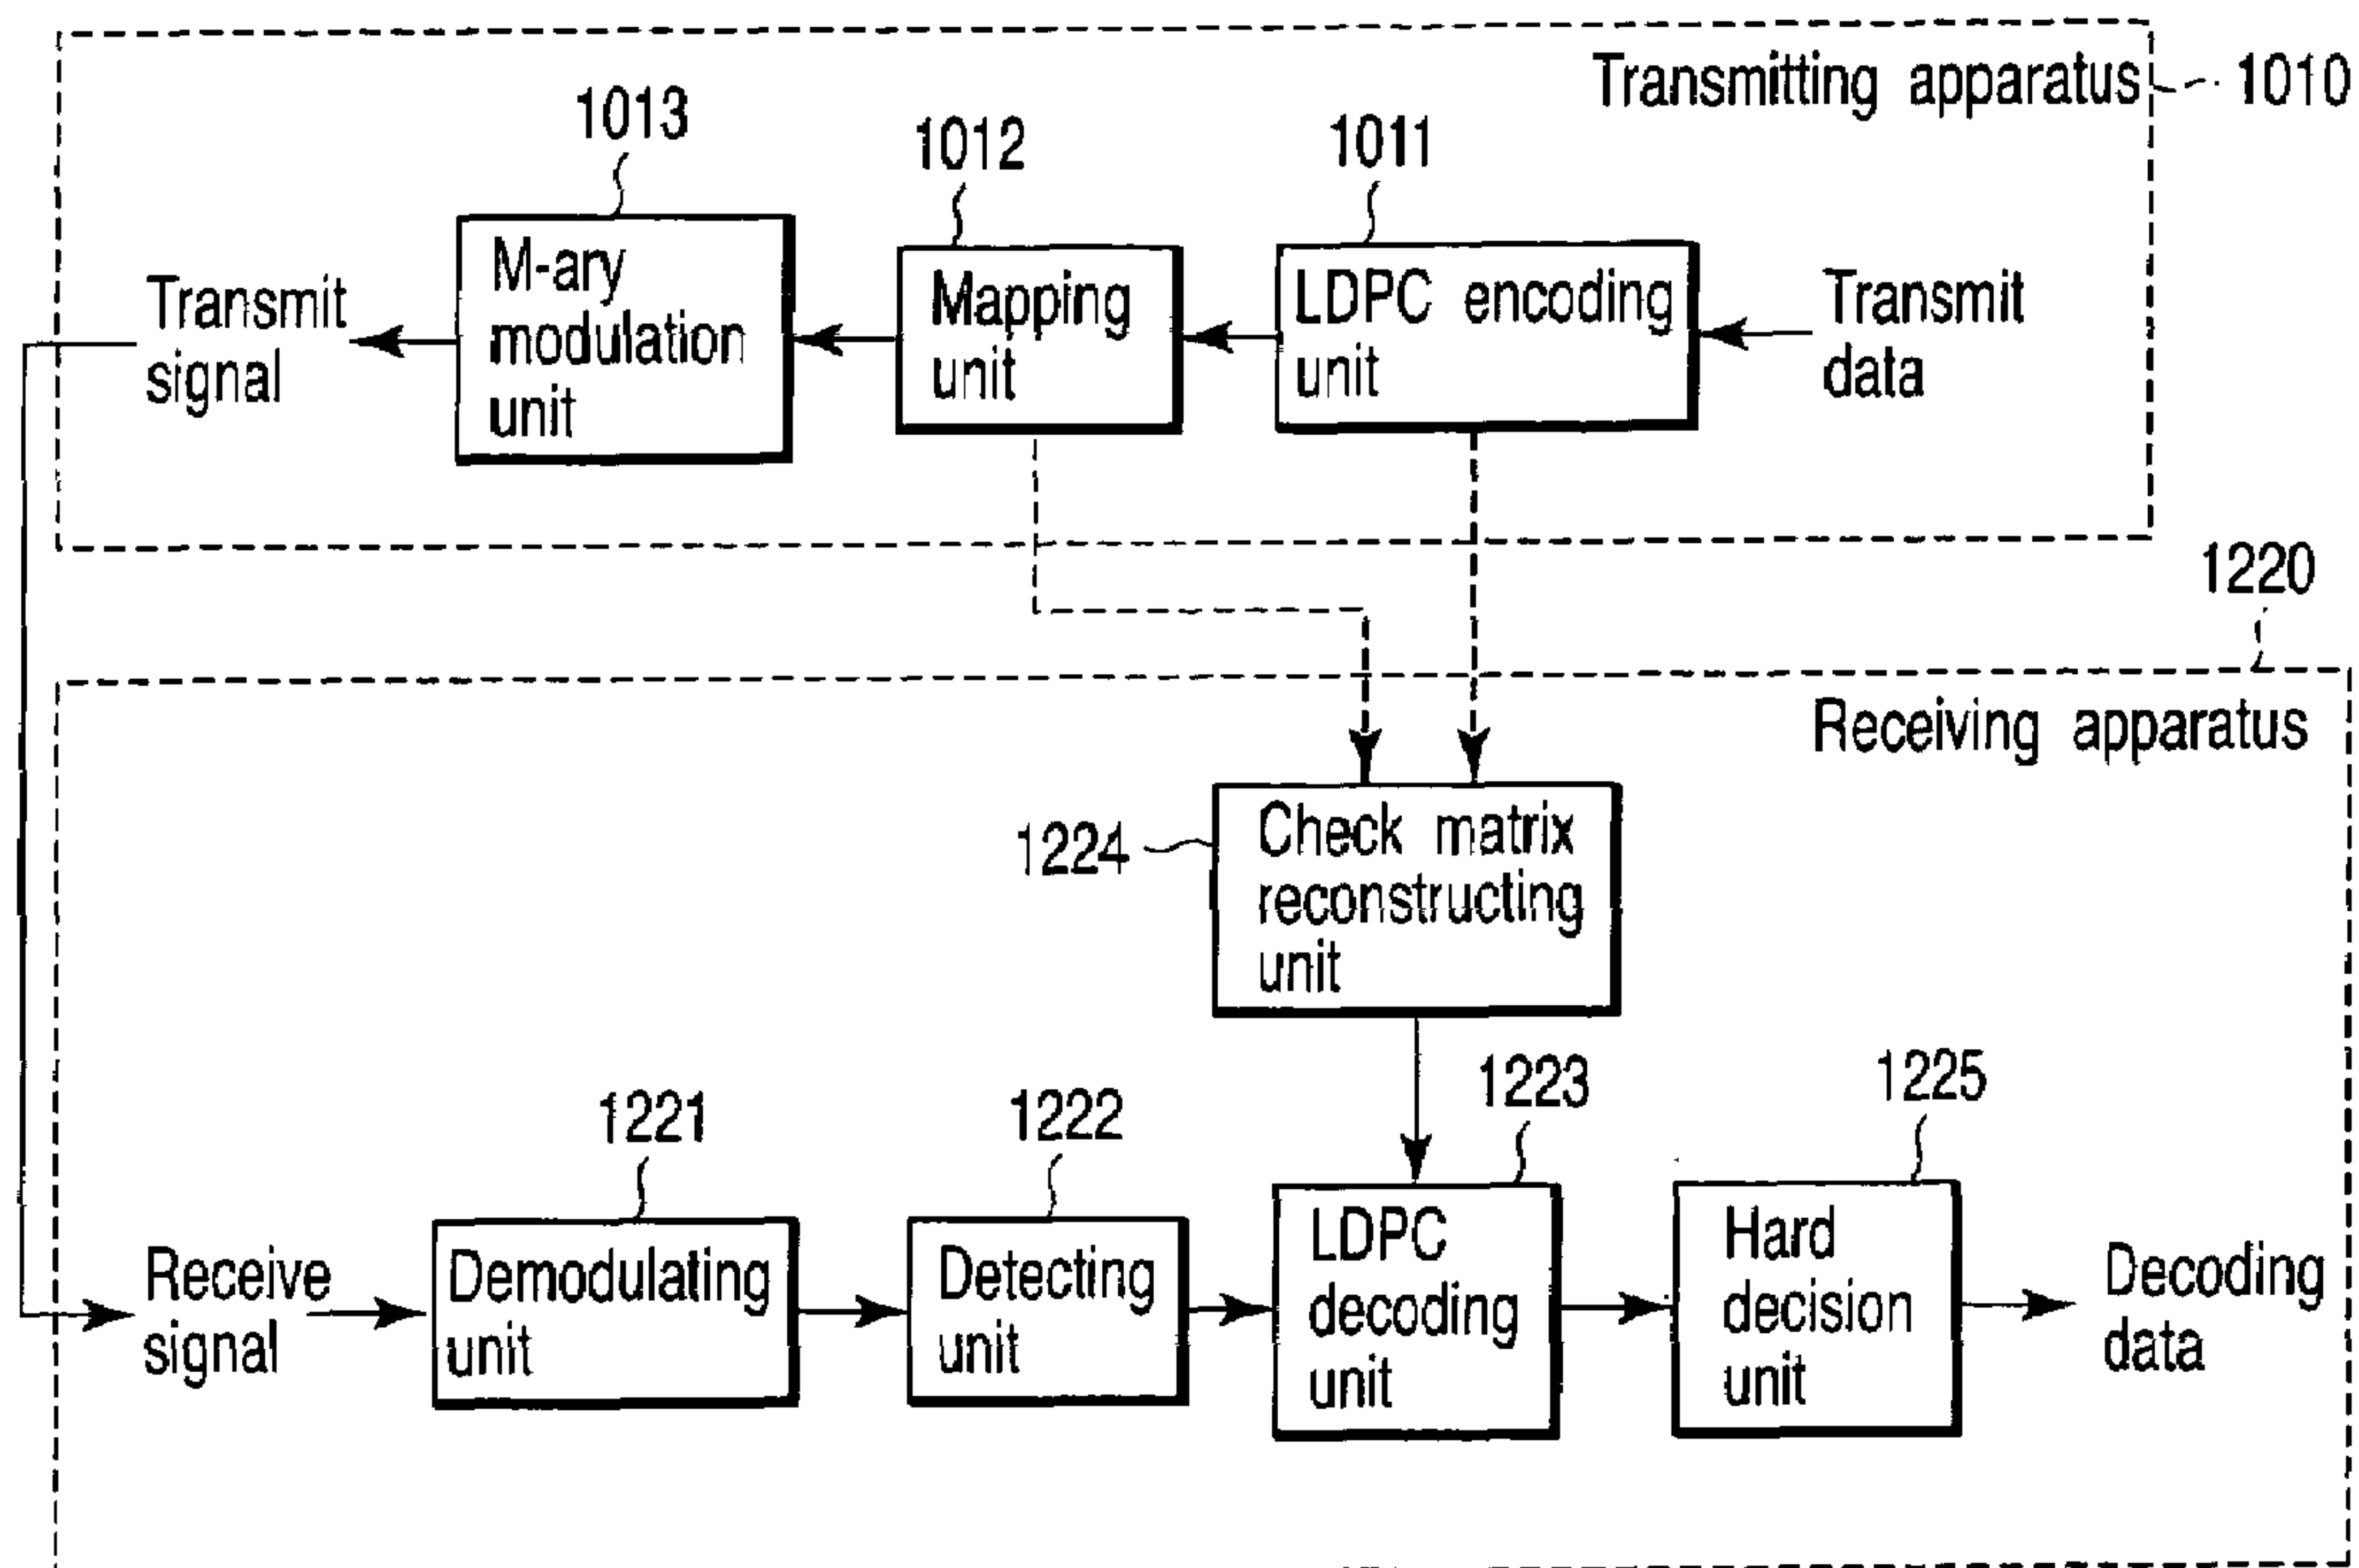 Transmitting apparatus
1010
1013
1012
1011
M-ary
modulation
unit
Mapping
unit
LDPC encoding
unit
Transmit
data
Transmit
signal
1220
Receiving apparatus
1224
Check matrix
reconstructing
unit
1221
1222
1223
1225
Receive
signal
Demodulating
unit
Detecting
unit
LDPC
decoding
unit
Hard
decision
unit
Decoding
data